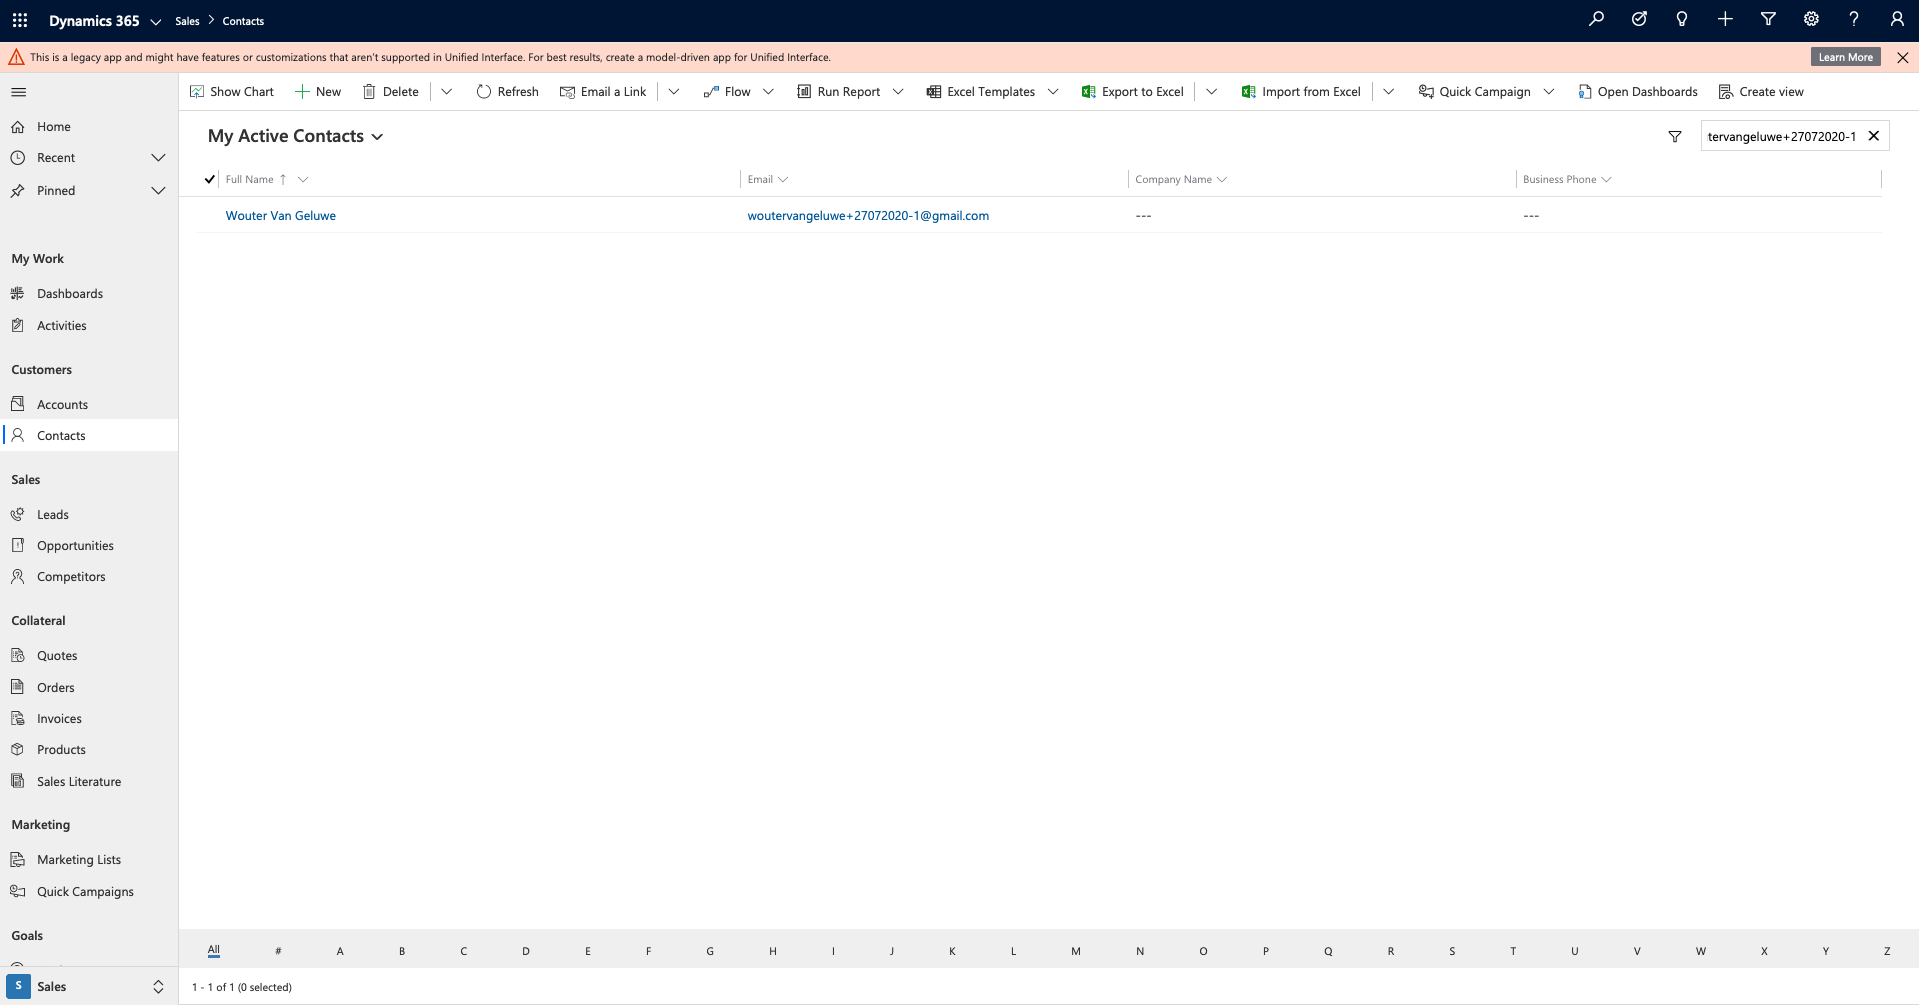 Dynamics 365 Sales > Contacts
This is a legacy app and might have features or customizations that aren't supported in Unified Interface. For best results, create a model-driven app for Unified Interface. Learn More
Show Chart New Delete Refresh Email a Link Flow Run Report Excel Templates Export to Excel Import from Excel Quick Campaign Open Dashboards Create view
Home
Recent
Pinned
My Work
Dashboards
Activities
Customers
Accounts
Contacts
Sales
Leads
Opportunities
Competitors
Collateral
Quotes
Orders
Invoices
Products
Sales Literature
Marketing
Marketing Lists
Quick Campaigns
Goals
S Sales
My Active Contacts
tervangeluwe+27072020-1
Full Name ↑ Email Company Name Business Phone
Wouter Van Geluwe woutervangeluwe+27072020-1@gmail.com --- ---
All # A B C D E F G H I J K L M N O P Q R S T U V W X Y Z
1 - 1 of 1 (0 selected)